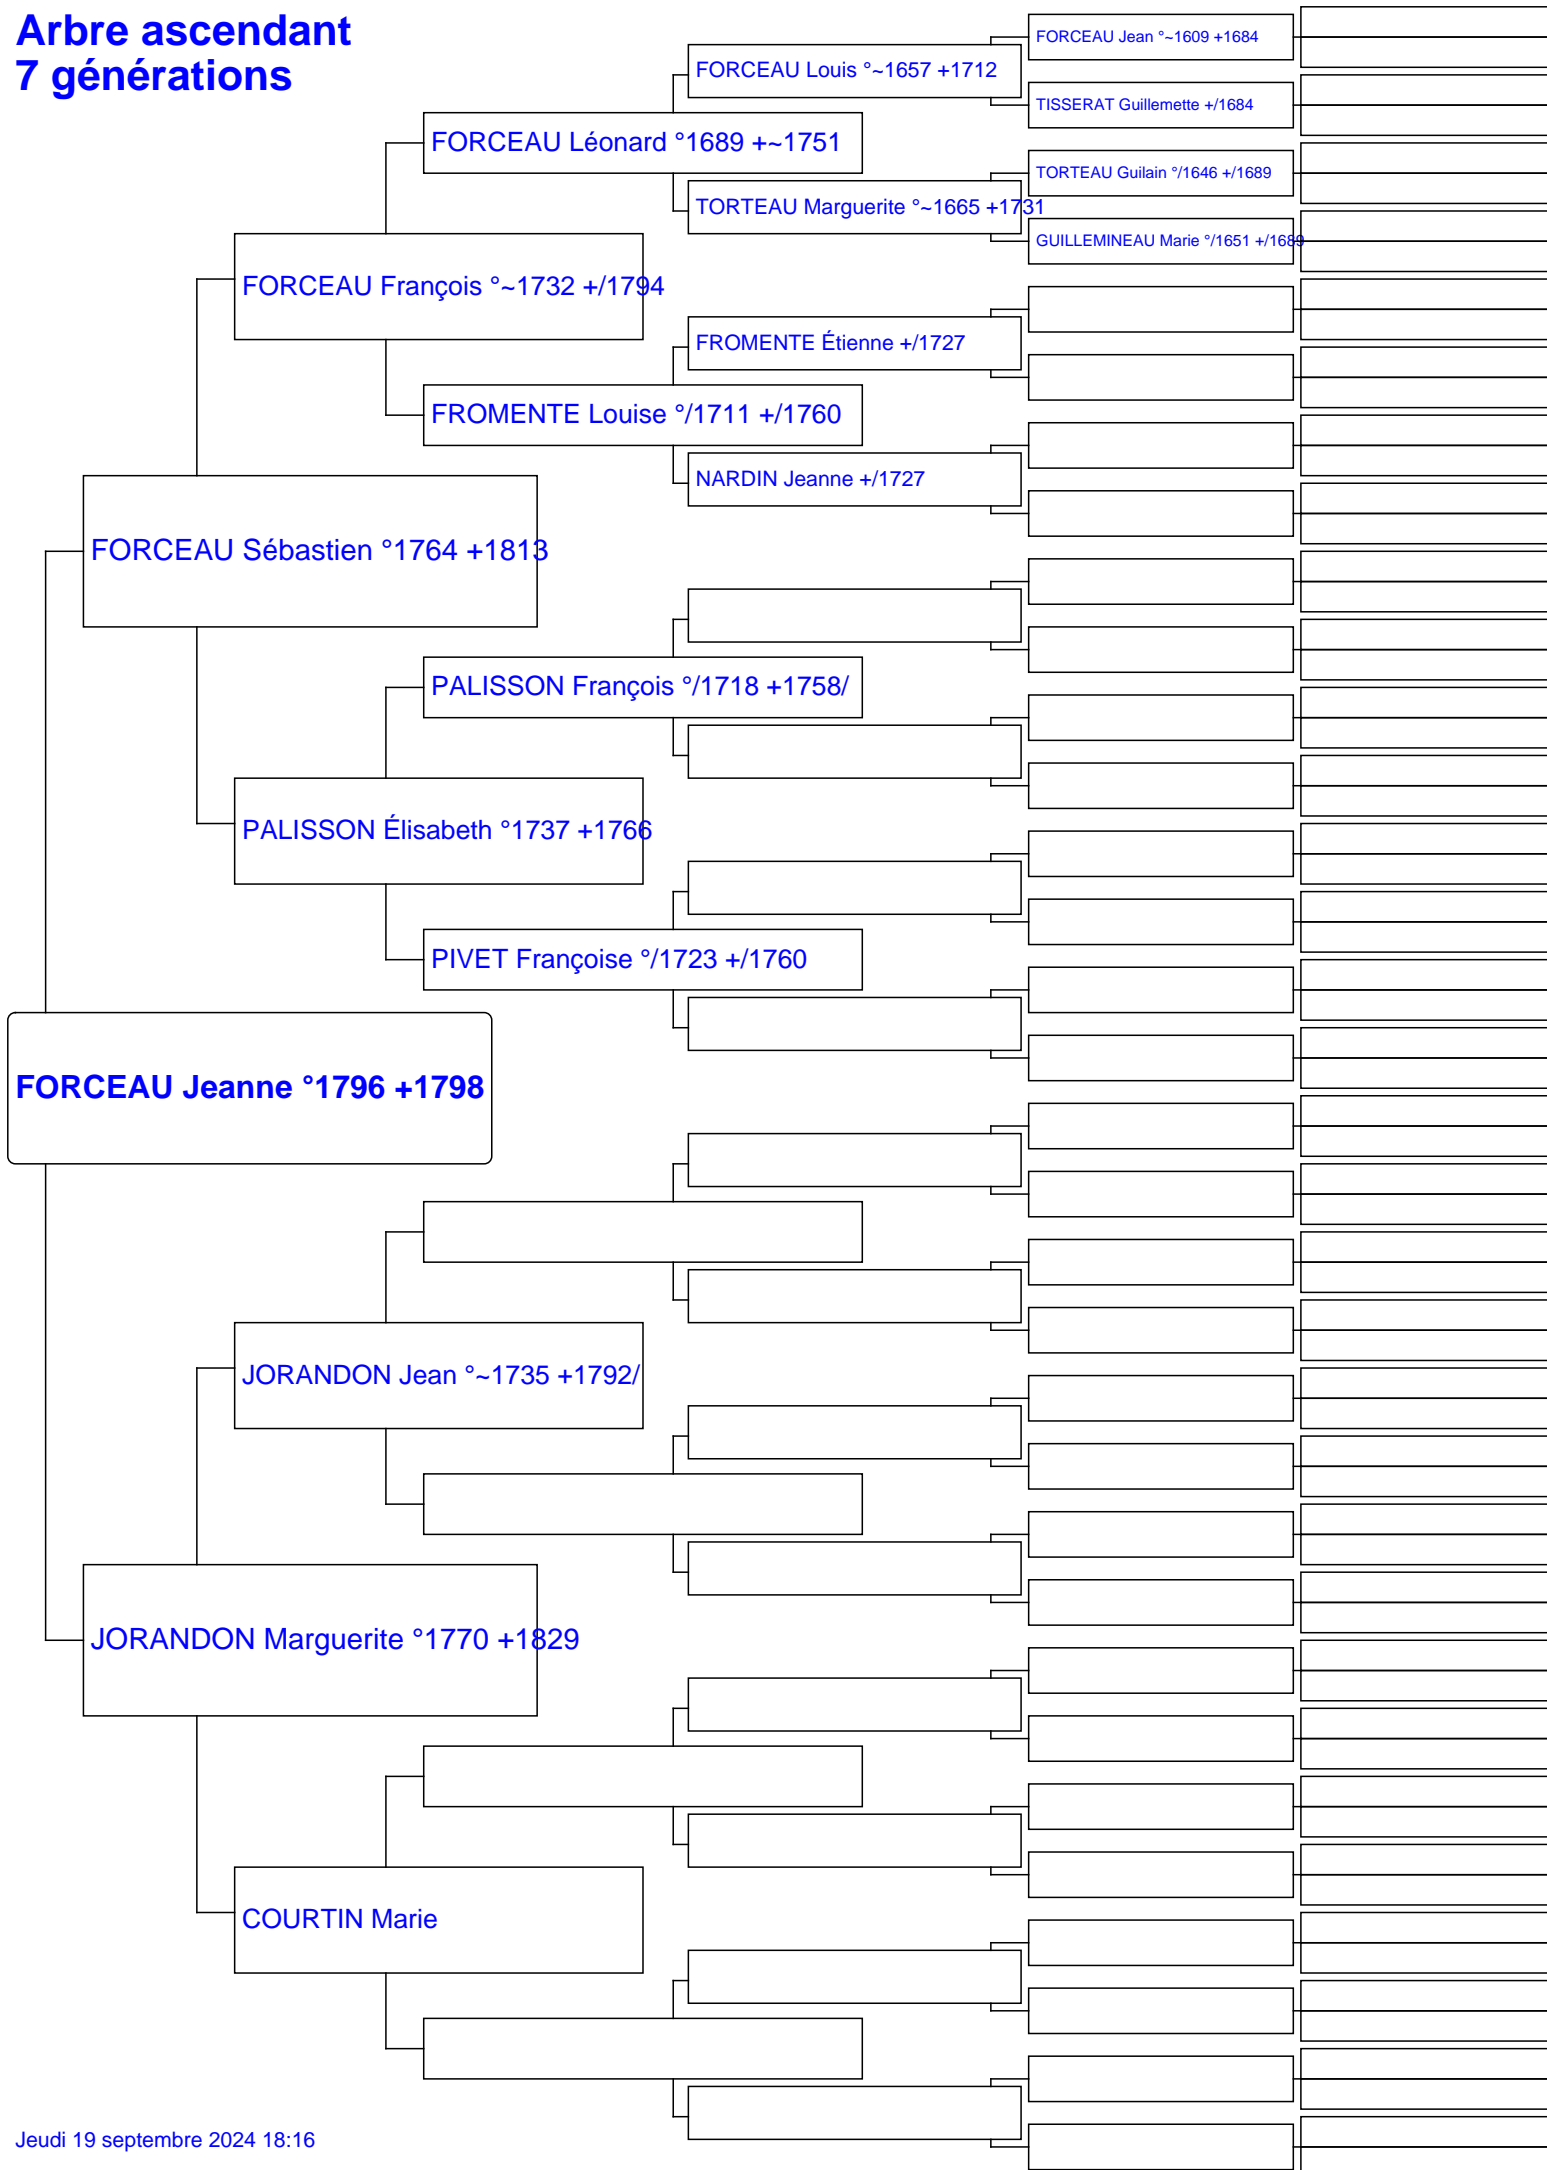 Arbre ascendant
7 générations
FORCEAU Jean °~1609 +1684
FORCEAU Louis °~1657 +1712
TISSERAT Guillemette +/1684
FORCEAU Léonard °1689 +~1751
TORTEAU Guilain °/1646 +/1689
TORTEAU Marguerite °~1665 +1731
GUILLEMINEAU Marie °/1651 +/1689
FORCEAU François °~1732 +/1794
FROMENTE Étienne +/1727
FROMENTE Louise °/1711 +/1760
NARDIN Jeanne +/1727
FORCEAU Sébastien °1764 +1813
PALISSON François °/1718 +1758/
PALISSON Élisabeth °1737 +1766
PIVET Françoise °/1723 +/1760
FORCEAU Jeanne °1796 +1798
JORANDON Jean °~1735 +1792/
JORANDON Marguerite °1770 +1829
COURTIN Marie
Jeudi 19 septembre 2024 18:16